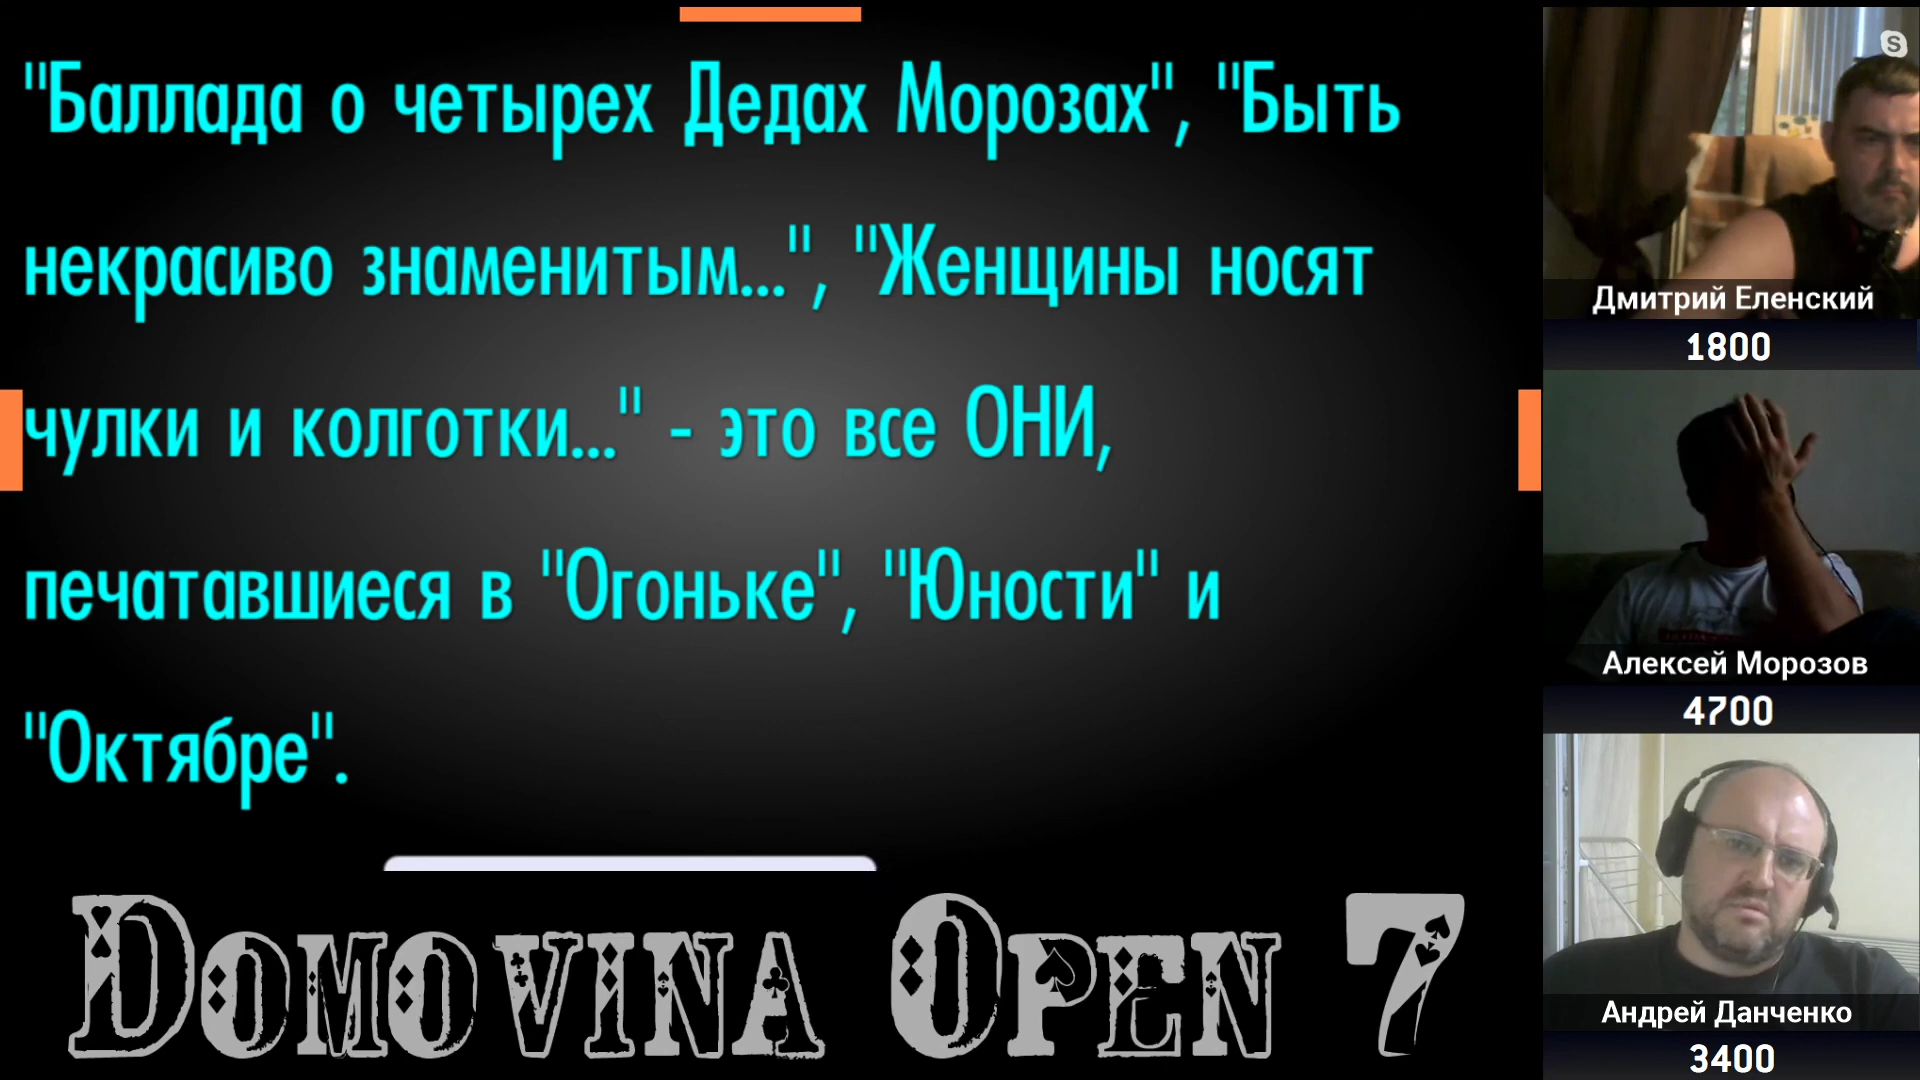 "Баллада о четырех Дедах Морозах", "Быть
некрасиво знаменитым...", "Женщины носят
чулки и колготки..." - это все ОНИ,
печатавшиеся в "Огоньке", "Юности" и
"Октябре".
DOMOVINA OPEN 7
S
Дмитрий Еленский
1800
Алексей Морозов
4700
Андрей Данченко
3400